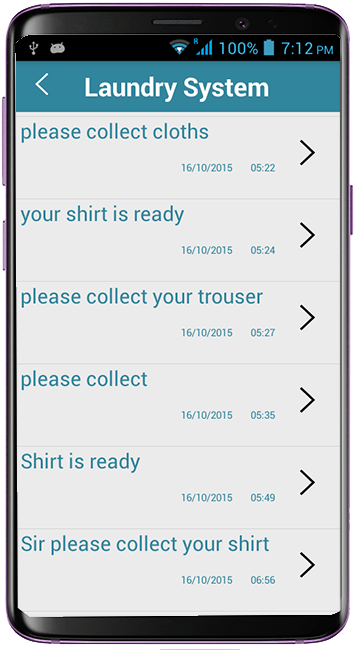 R
100%
7:12 PM
Laundry System
please collect cloths
16/10/2015 05:22
your shirt is ready
16/10/2015 05:24
please collect your trouser
16/10/2015 05:27
please collect
16/10/2015 05:35
Shirt is ready
16/10/2015 05:49
Sir please collect your shirt
16/10/2015 06:56